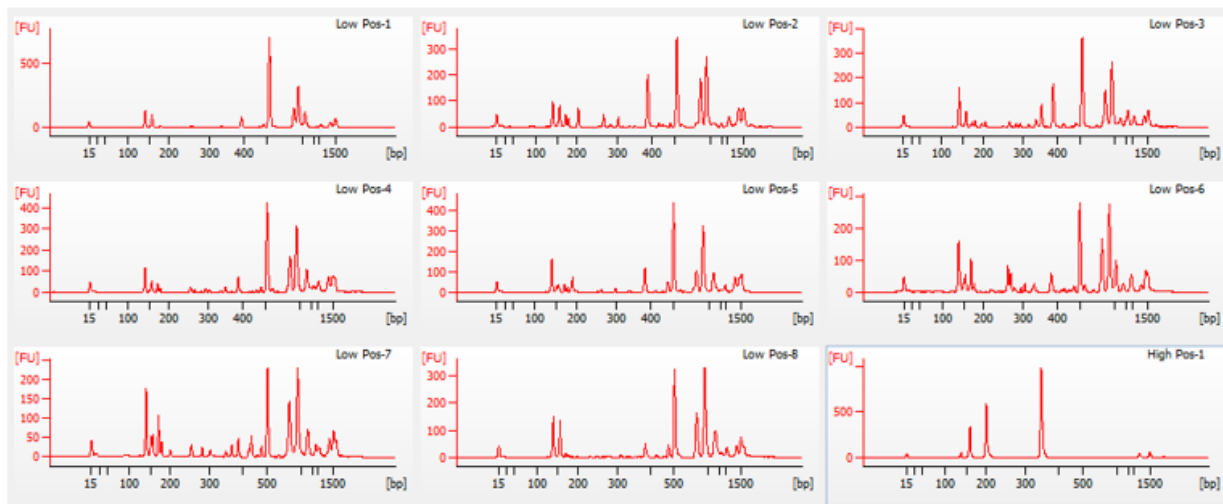 [FU] Low Pos-1
500
0
15 100 200 300 400 1500 [bp]
[FU] Low Pos-2
300
200
100
0
15 100 200 300 400 1500 [bp]
[FU] Low Pos-3
300
200
100
0
15 100 200 300 400 1500 [bp]
[FU] Low Pos-4
400
300
200
100
0
15 100 200 300 500 1500 [bp]
[FU] Low Pos-5
400
300
200
100
0
15 100 200 300 400 1500 [bp]
[FU] Low Pos-6
200
100
0
15 100 200 300 500 1500 [bp]
[FU] Low Pos-7
200
150
100
50
0
15 100 200 300 500 1500 [bp]
[FU] Low Pos-8
300
200
100
0
15 100 200 300 500 1500 [bp]
[FU] High Pos-1
500
0
15 100 200 300 500 1500 [bp]